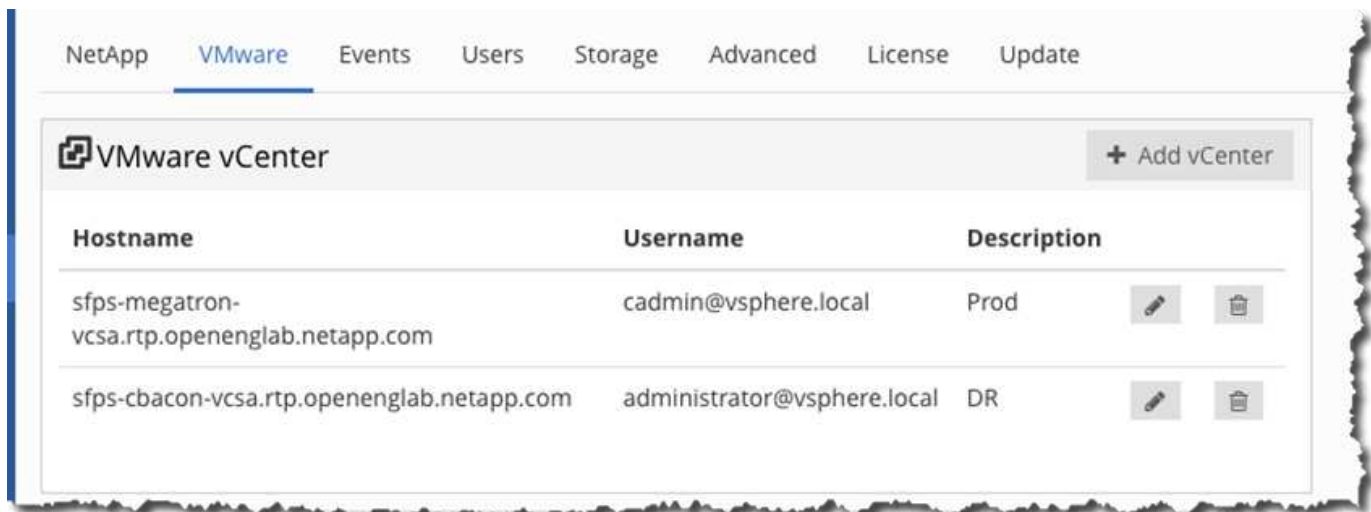 NetApp VMware Events Users Storage Advanced License Update
VMware vCenter + Add vCenter
Hostname Username Description
sfps-megatron- cadmin@vsphere.local Prod
vcsa.rtp.openenglab.netapp.com
sfps-cbacon-vcsa.rtp.openenglab.netapp.com administrator@vsphere.local DR